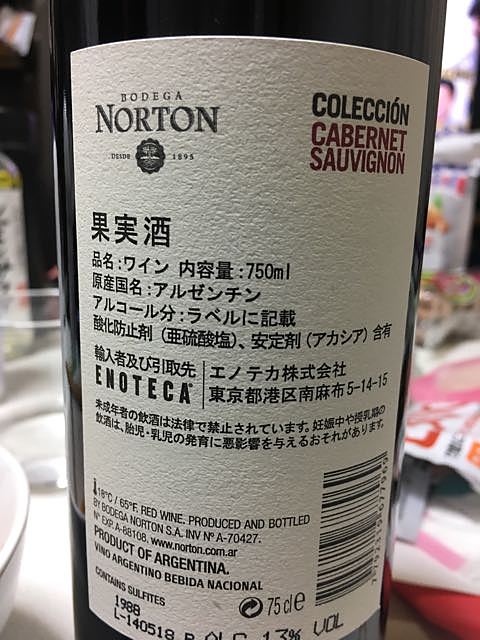 BODEGA
NORTON
DESDE 1895
COLECCIÓN
CABERNET
SAUVIGNON
果実酒
品名:ワイン 内容量:750ml
原産国名:アルゼンチン
アルコール分:ラベルに記載
酸化防止剤(亜硫酸塩)、安定剤(アカシア)含有
輸入者及び引取先
ENOTECA
エノテカ株式会社
東京都港区南麻布5-14-15
未成年者の飲酒は法律で禁止されています。妊娠中や授乳期の
飲酒は、胎児・乳児の発育に悪影響を与えるおそれがあります。
18°C / 65°F. RED WINE. PRODUCED AND BOTTLED
BY BODEGA NORTON S.A. INV Nº A-70427.
Nº EXP. A-88108. www.norton.com.ar
PRODUCT OF ARGENTINA.
VINO ARGENTINO BEBIDA NACIONAL
CONTAINS SULFITES
75 cl e
1988
L-140518 B ALC 13% VOL